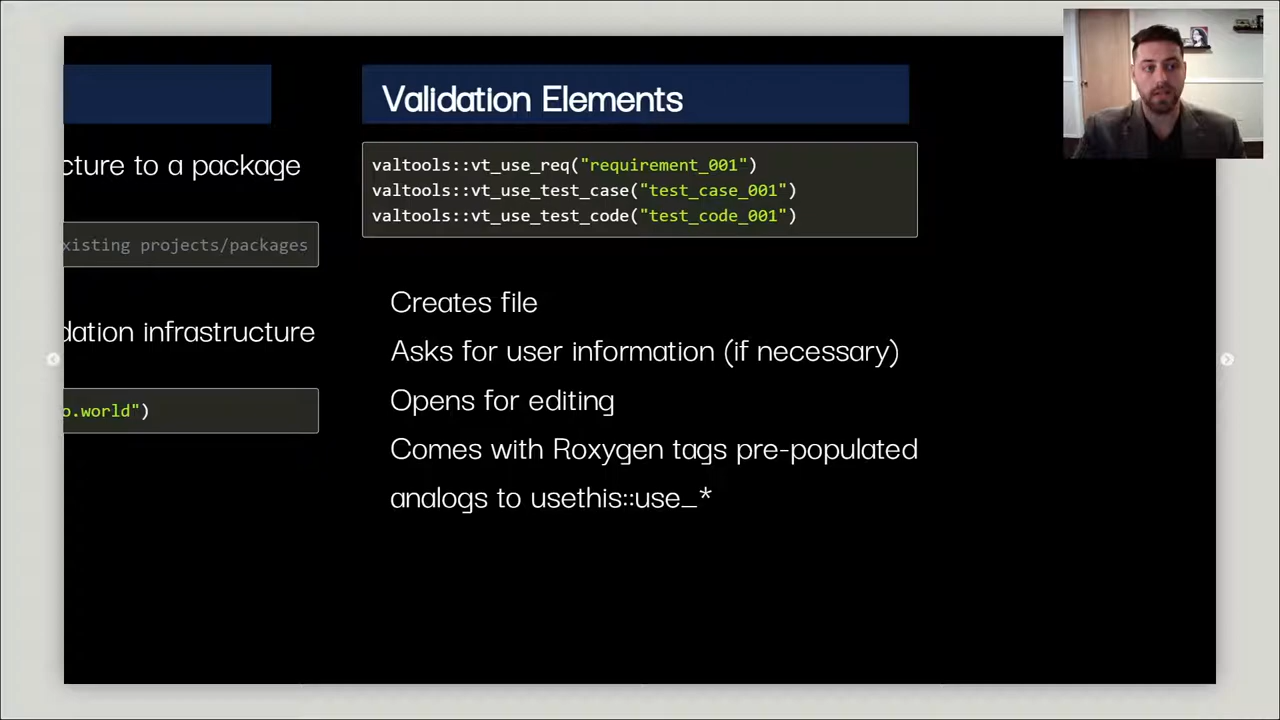 cture to a package
xisting projects/packages
dation infrastructure
o.world")
Validation Elements
valtools::vt_use_req("requirement_001")
valtools::vt_use_test_case("test_case_001")
valtools::vt_use_test_code("test_code_001")
Creates file
Asks for user information (if necessary)
Opens for editing
Comes with Roxygen tags pre-populated
analogs to usethis::use_*